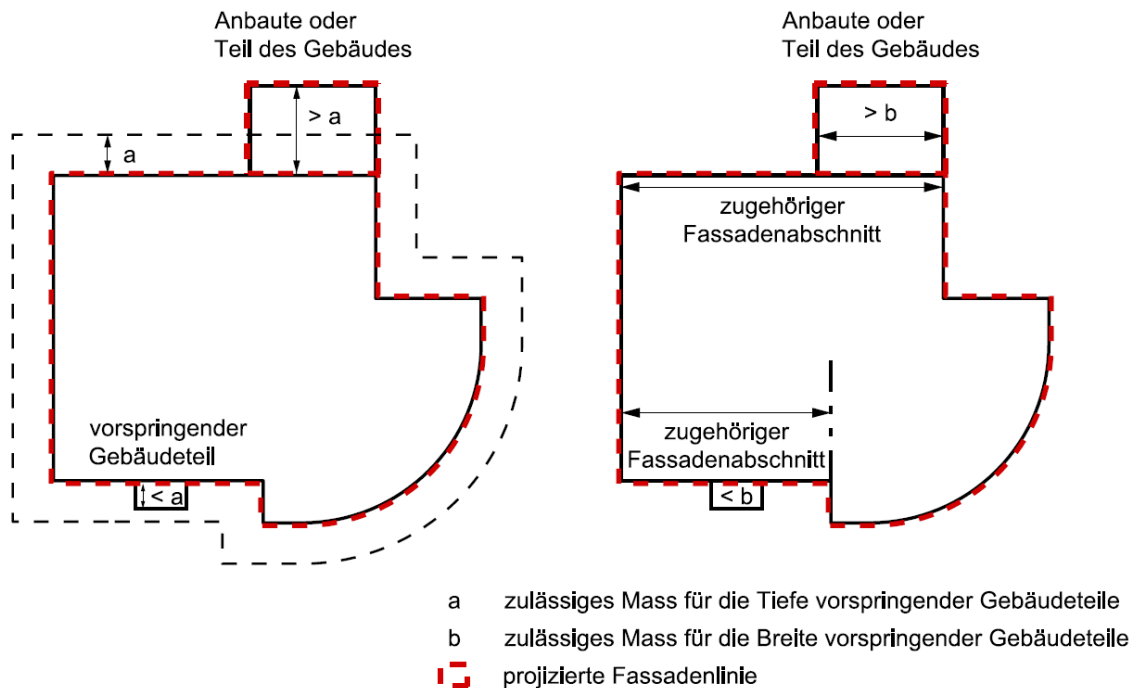 Anbaute oder
Teil des Gebäudes
> a
a
vorspringender
Gebäudeteil
< a
Anbaute oder
Teil des Gebäudes
> b
zugehöriger
Fassadenabschnitt
zugehöriger
Fassadenabschnitt
< b
a zulässiges Mass für die Tiefe vorspringender Gebäudeteile
b zulässiges Mass für die Breite vorspringender Gebäudeteile
projizierte Fassadenlinie